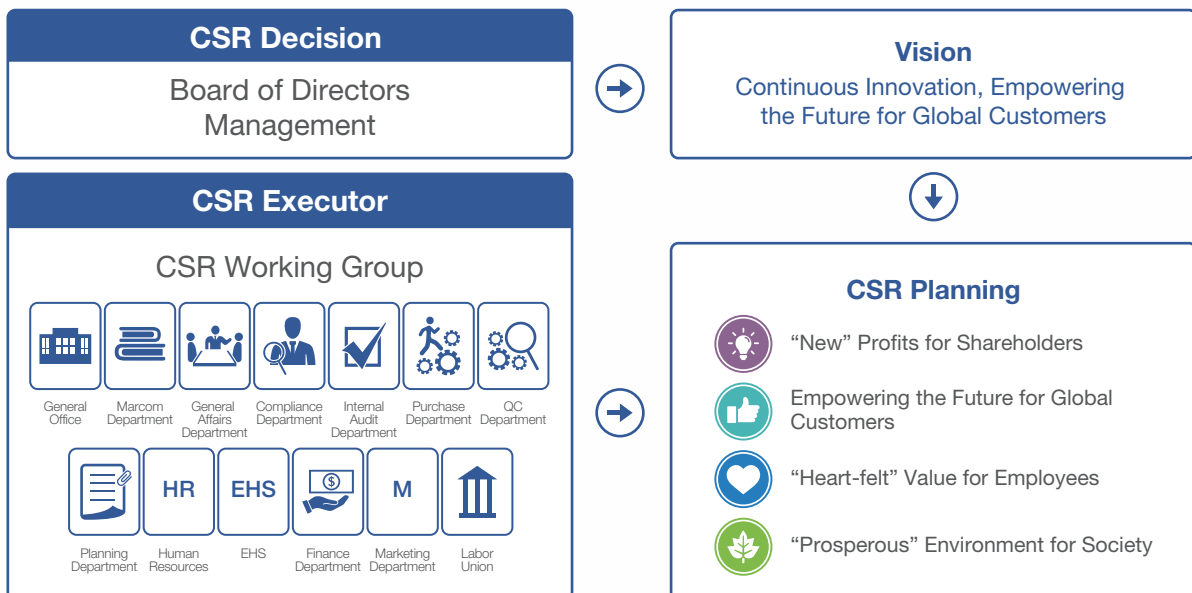 CSR Decision
Board of Directors
Management
Vision
Continuous Innovation, Empowering
the Future for Global Customers
CSR Executor
CSR Working Group
General
Office
Marcom
Department
General
Affairs
Department
Compliance
Department
Internal
Audit
Department
Purchase
Department
QC
Department
HR
EHS
$
M
Planning
Department
Human
Resources
EHS
Finance
Department
Marketing
Department
Labor
Union
CSR Planning
“New” Profits for Shareholders
Empowering the Future for Global
Customers
“Heart-felt” Value for Employees
“Prosperous” Environment for Society